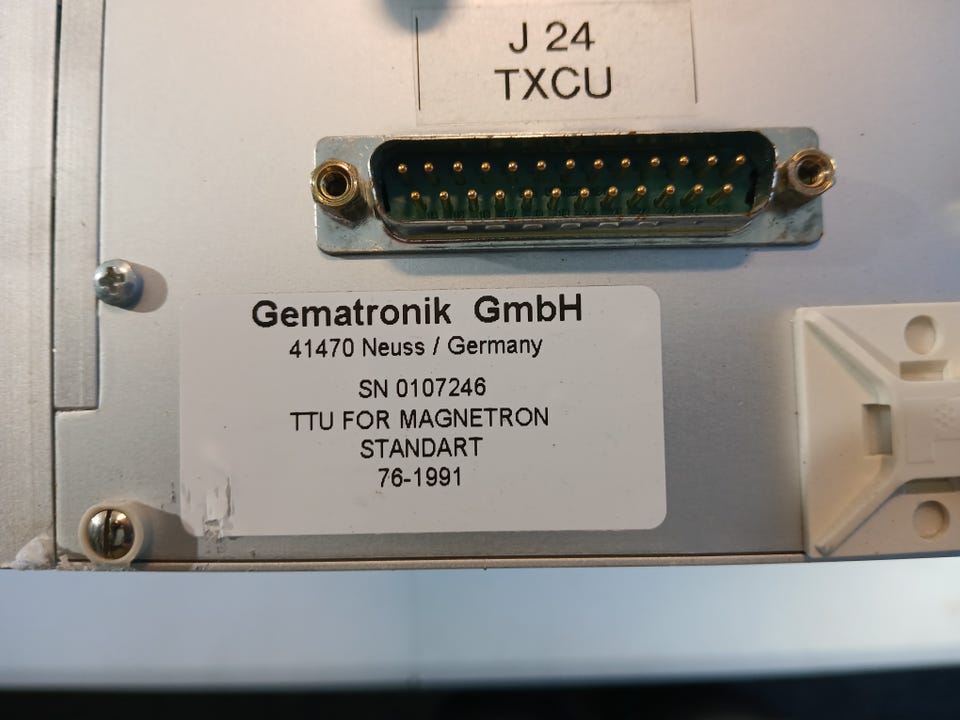 J 24
TXCU
Gematronik GmbH
41470 Neuss / Germany
SN 0107246
TTU FOR MAGNETRON
STANDART
76-1991